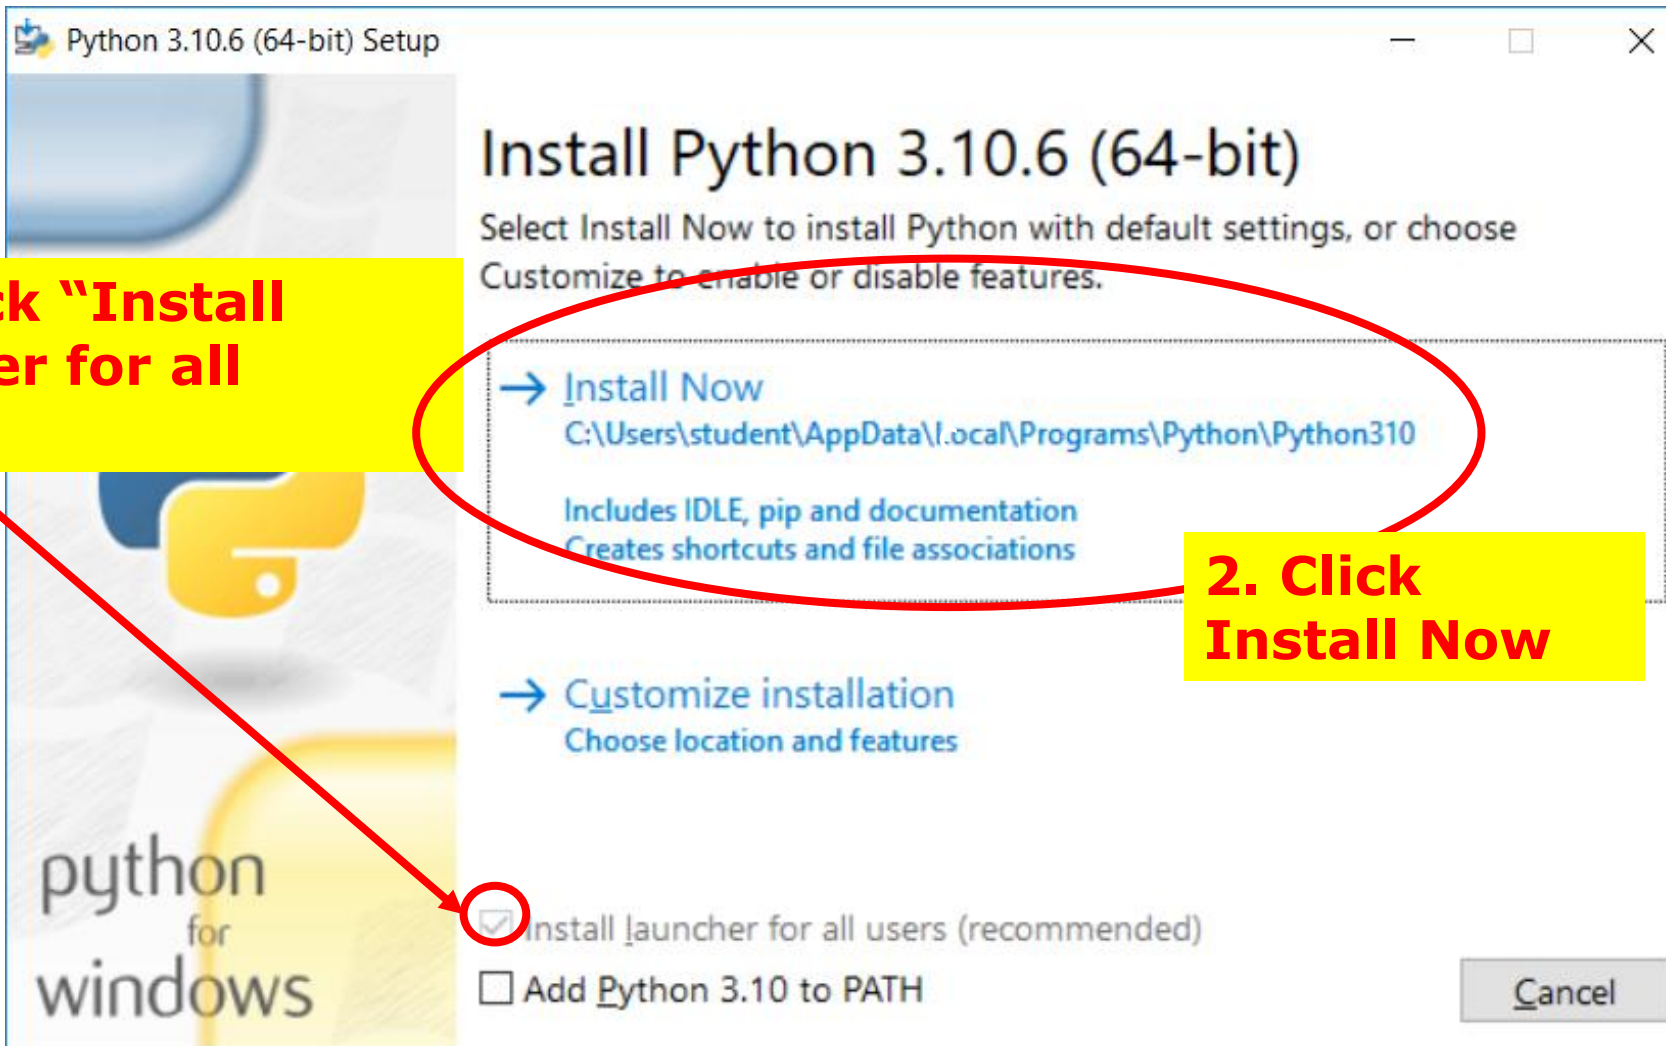 Python 3.10.6 (64-bit) Setup
Install Python 3.10.6 (64-bit)
Select Install Now to install Python with default settings, or choose
Customize to enable or disable features.
ck “Install
er for all
Install Now
C:\Users\student\AppData\Local\Programs\Python\Python310
Includes IDLE, pip and documentation
Creates shortcuts and file associations
2. Click
Install Now
Customize installation
Choose location and features
python
for
windows
Install launcher for all users (recommended)
Add Python 3.10 to PATH
Cancel